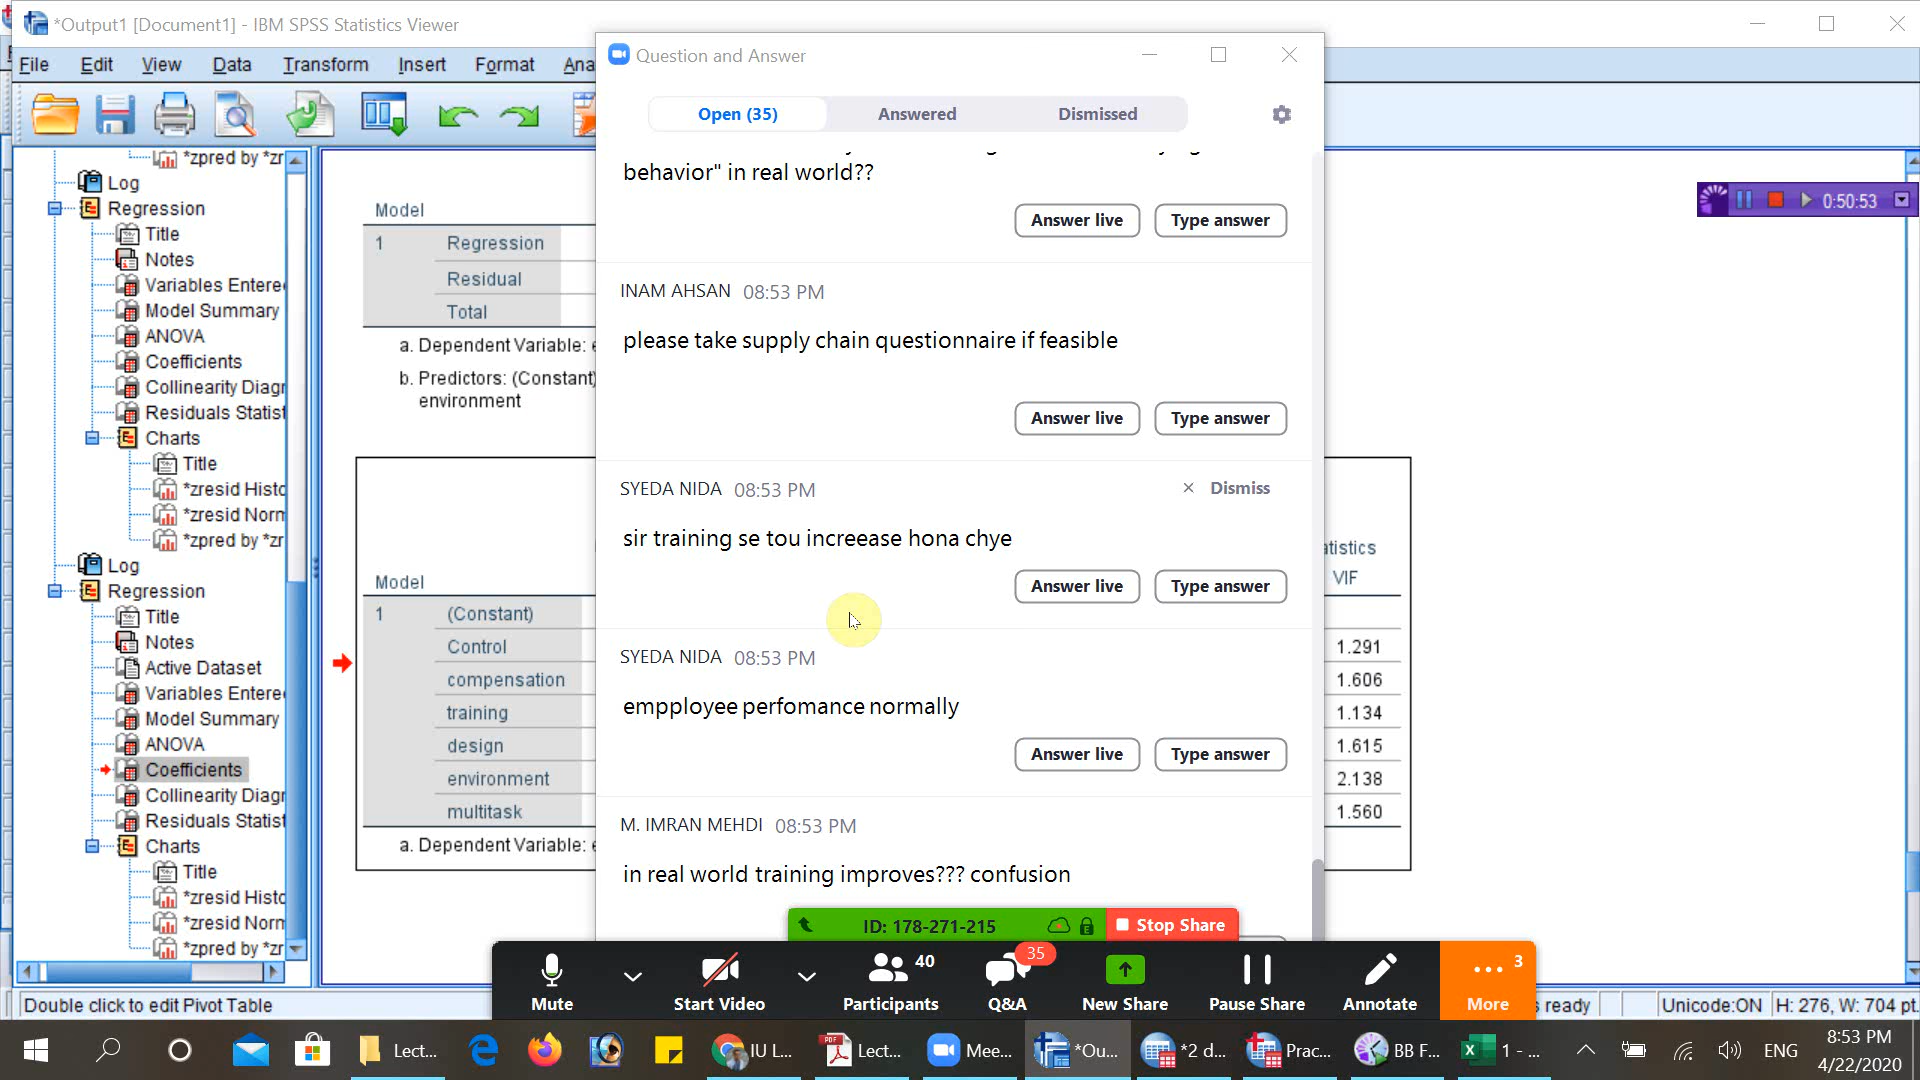 *Output1 [Document1] - IBM SPSS Statistics Viewer
File Edit View Data Transform Insert Format Ana
Question and Answer
Open (35) Answered Dismissed
behavior" in real world??
Answer live Type answer
INAM AHSAN 08:53 PM
please take supply chain questionnaire if feasible
Answer live Type answer
SYEDA NIDA 08:53 PM
× Dismiss
sir training se tou increease hona chye
Answer live Type answer
SYEDA NIDA 08:53 PM
empployee perfomance normally
Answer live Type answer
M. IMRAN MEHDI 08:53 PM
in real world training improves??? confusion
*zpred by *zr
Log
Regression
Title
Notes
Variables Entere
Model Summary
ANOVA
Coefficients
Collinearity Diagr
Residuals Statist
Charts
Title
*zresid Histo
*zresid Norm
*zpred by *zr
Log
Regression
Title
Notes
Active Dataset
Variables Entere
Model Summary
ANOVA
Coefficients
Collinearity Diagr
Residuals Statist
Charts
Title
*zresid Histo
*zresid Norm
*zpred by *zr
Model
1 Regression
Residual
Total
a. Dependent Variable: e
b. Predictors: (Constant)
environment
atistics
Model VIF
1 (Constant)
Control 1.291
compensation 1.606
training 1.134
design 1.615
environment 2.138
multitask 1.560
a. Dependent Variable: e
0:50:53
ID: 178-271-215 Stop Share
Mute
Start Video
Participants 40
Q&A 35
New Share
Pause Share
Annotate
More 3
Double click to edit Pivot Table
s ready Unicode:ON H: 276, W: 704 pt.
Lect...
IU L...
Lect...
Mee...
*Ou...
*2 d...
Prac...
BB F...
1 - ...
ENG
8:53 PM
4/22/2020